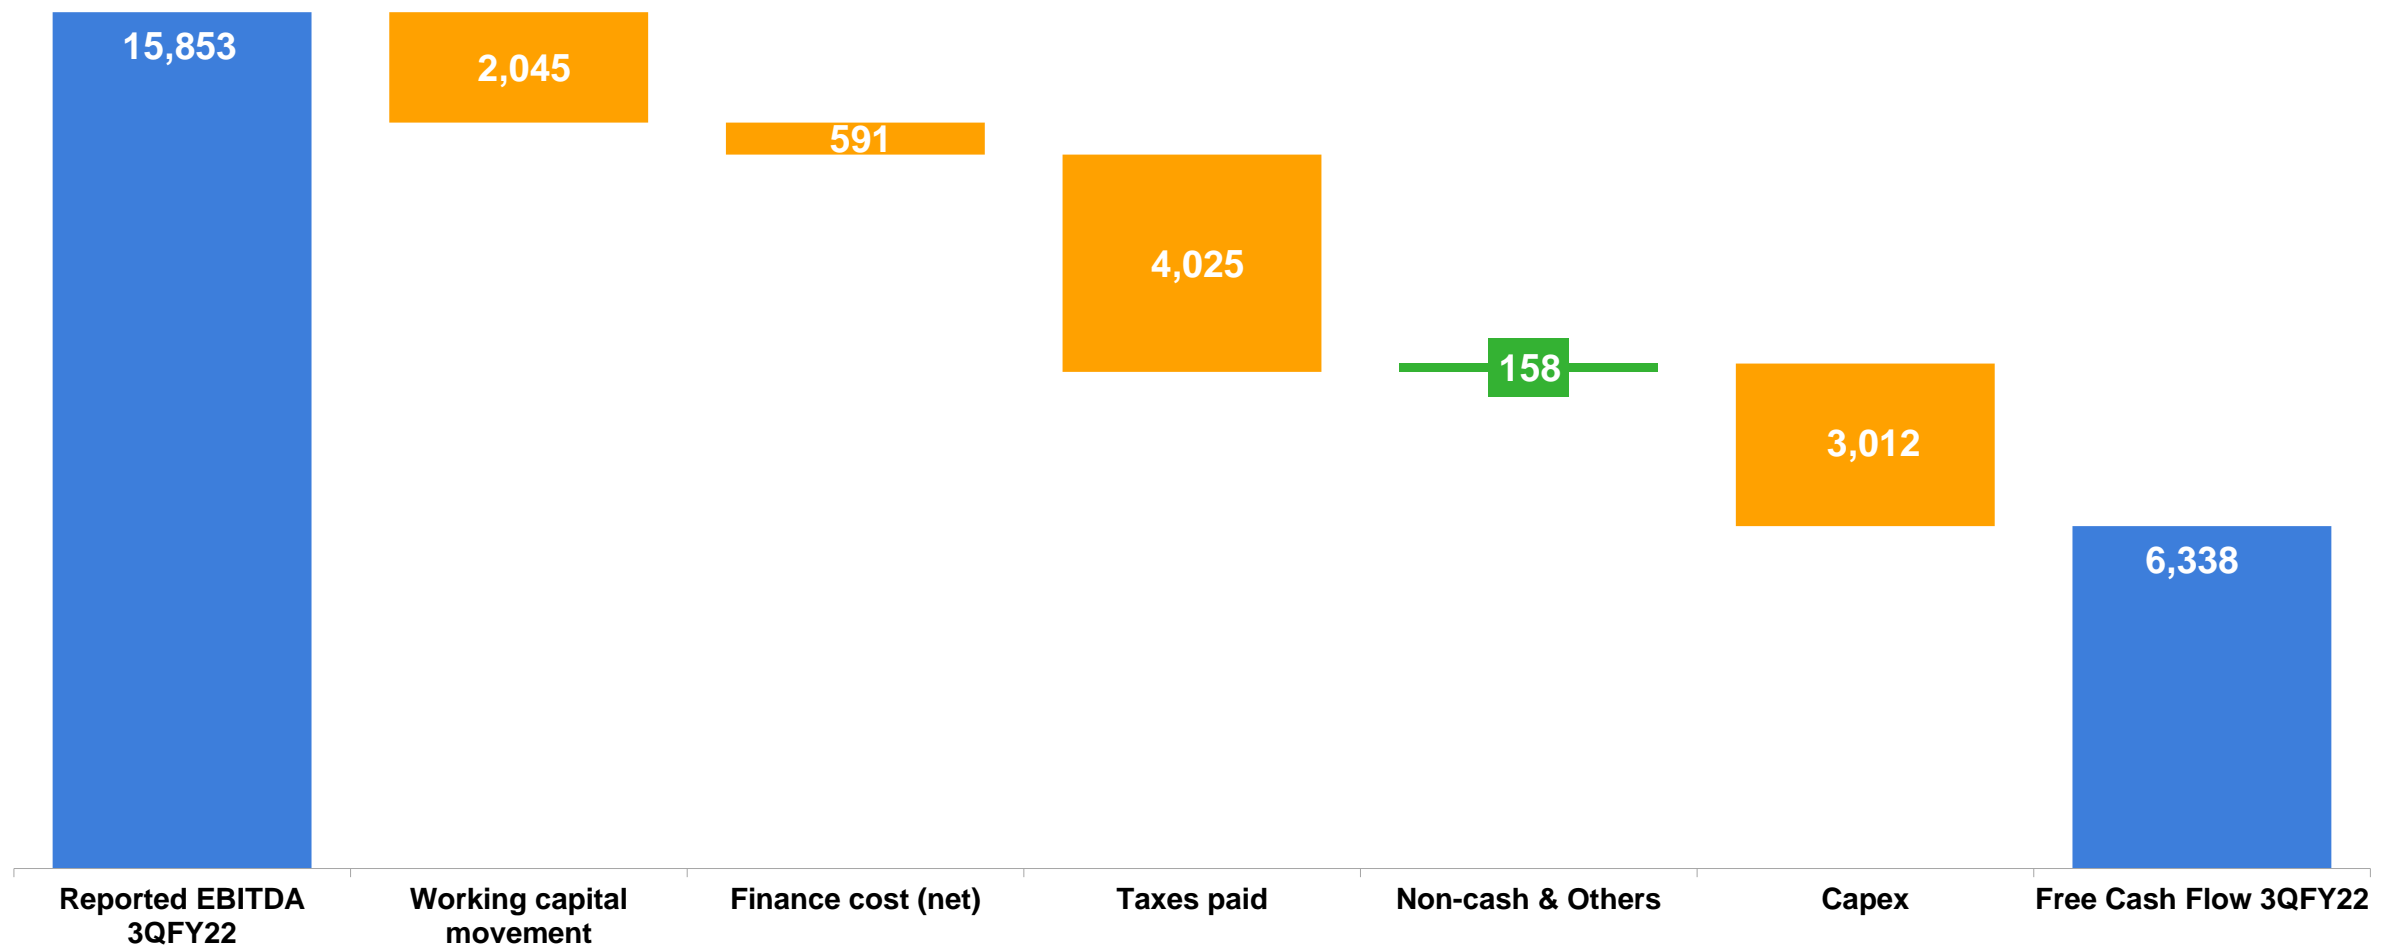 15,853
2,045
591
4,025
158
3,012
6,338
Reported EBITDA
3QFY22
Working capital
movement
Finance cost (net)
Taxes paid
Non-cash & Others
Capex
Free Cash Flow 3QFY22